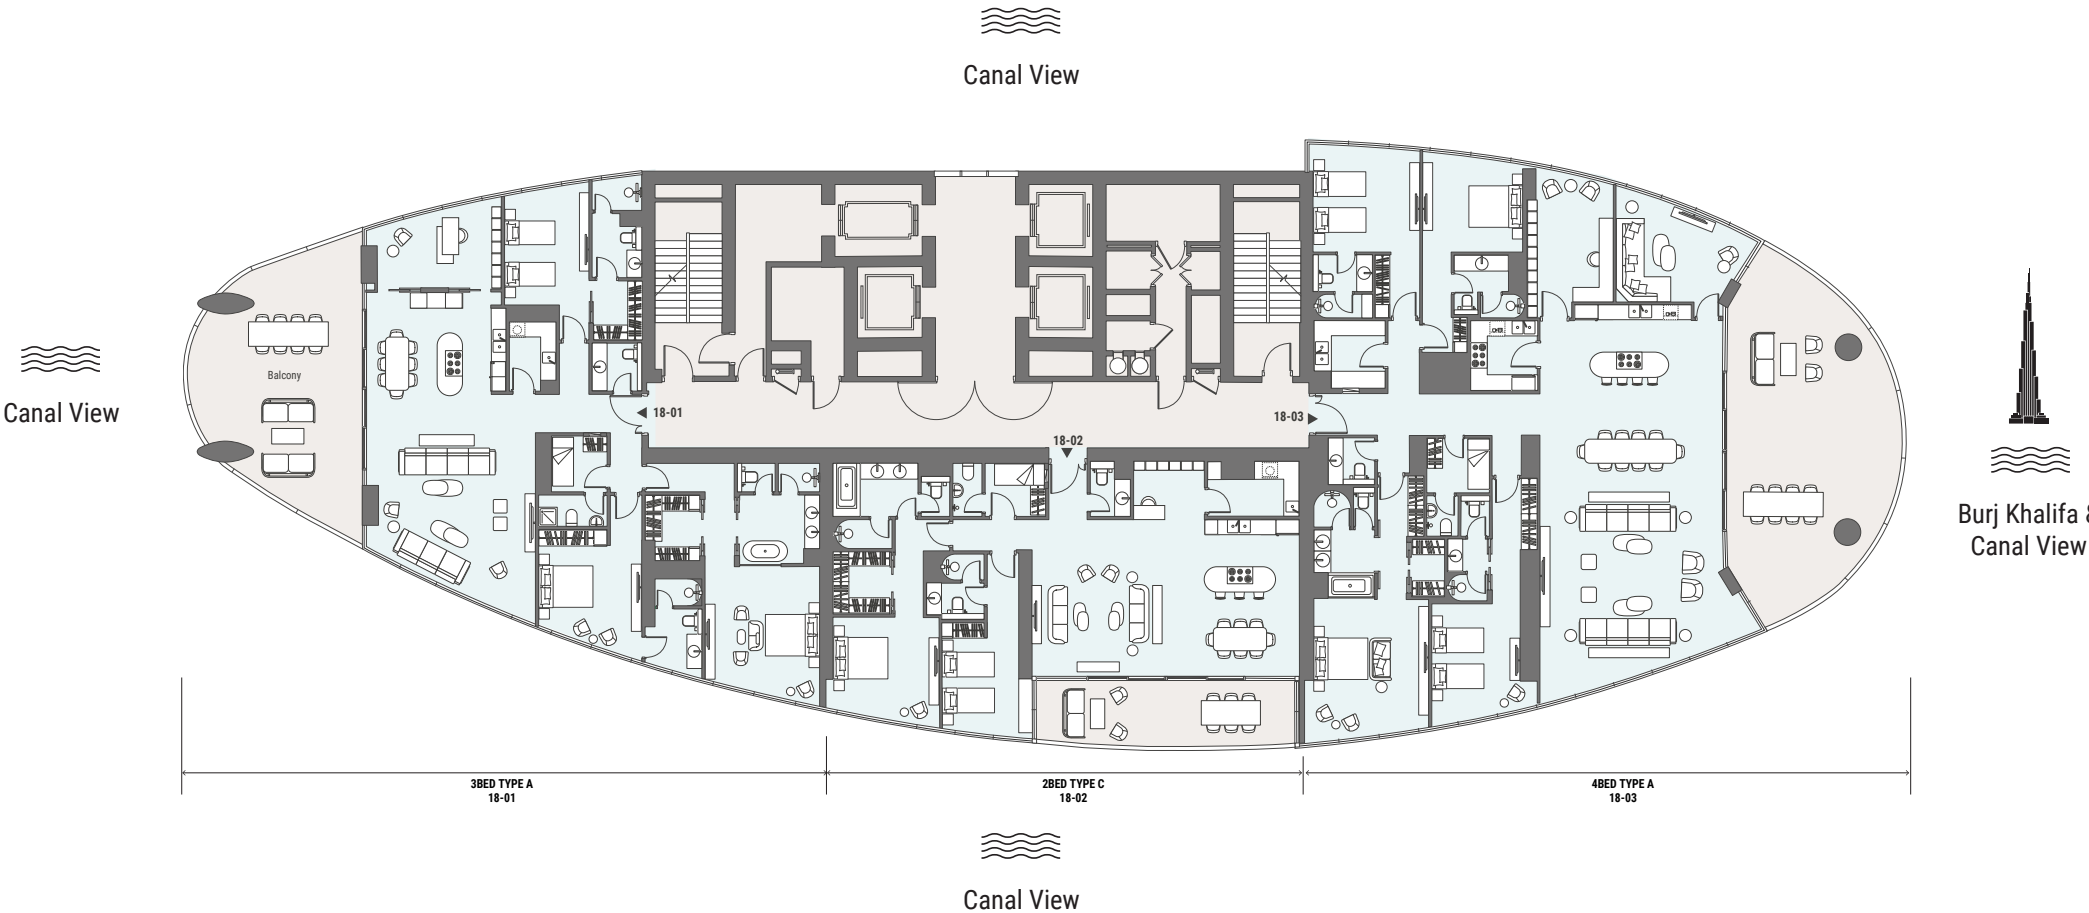 Canal View
Canal View
Balcony
18-01
18-02
18-03
Burj Khalifa &
Canal View
3BED TYPE A
18-01
2BED TYPE C
18-02
4BED TYPE A
18-03
Canal View